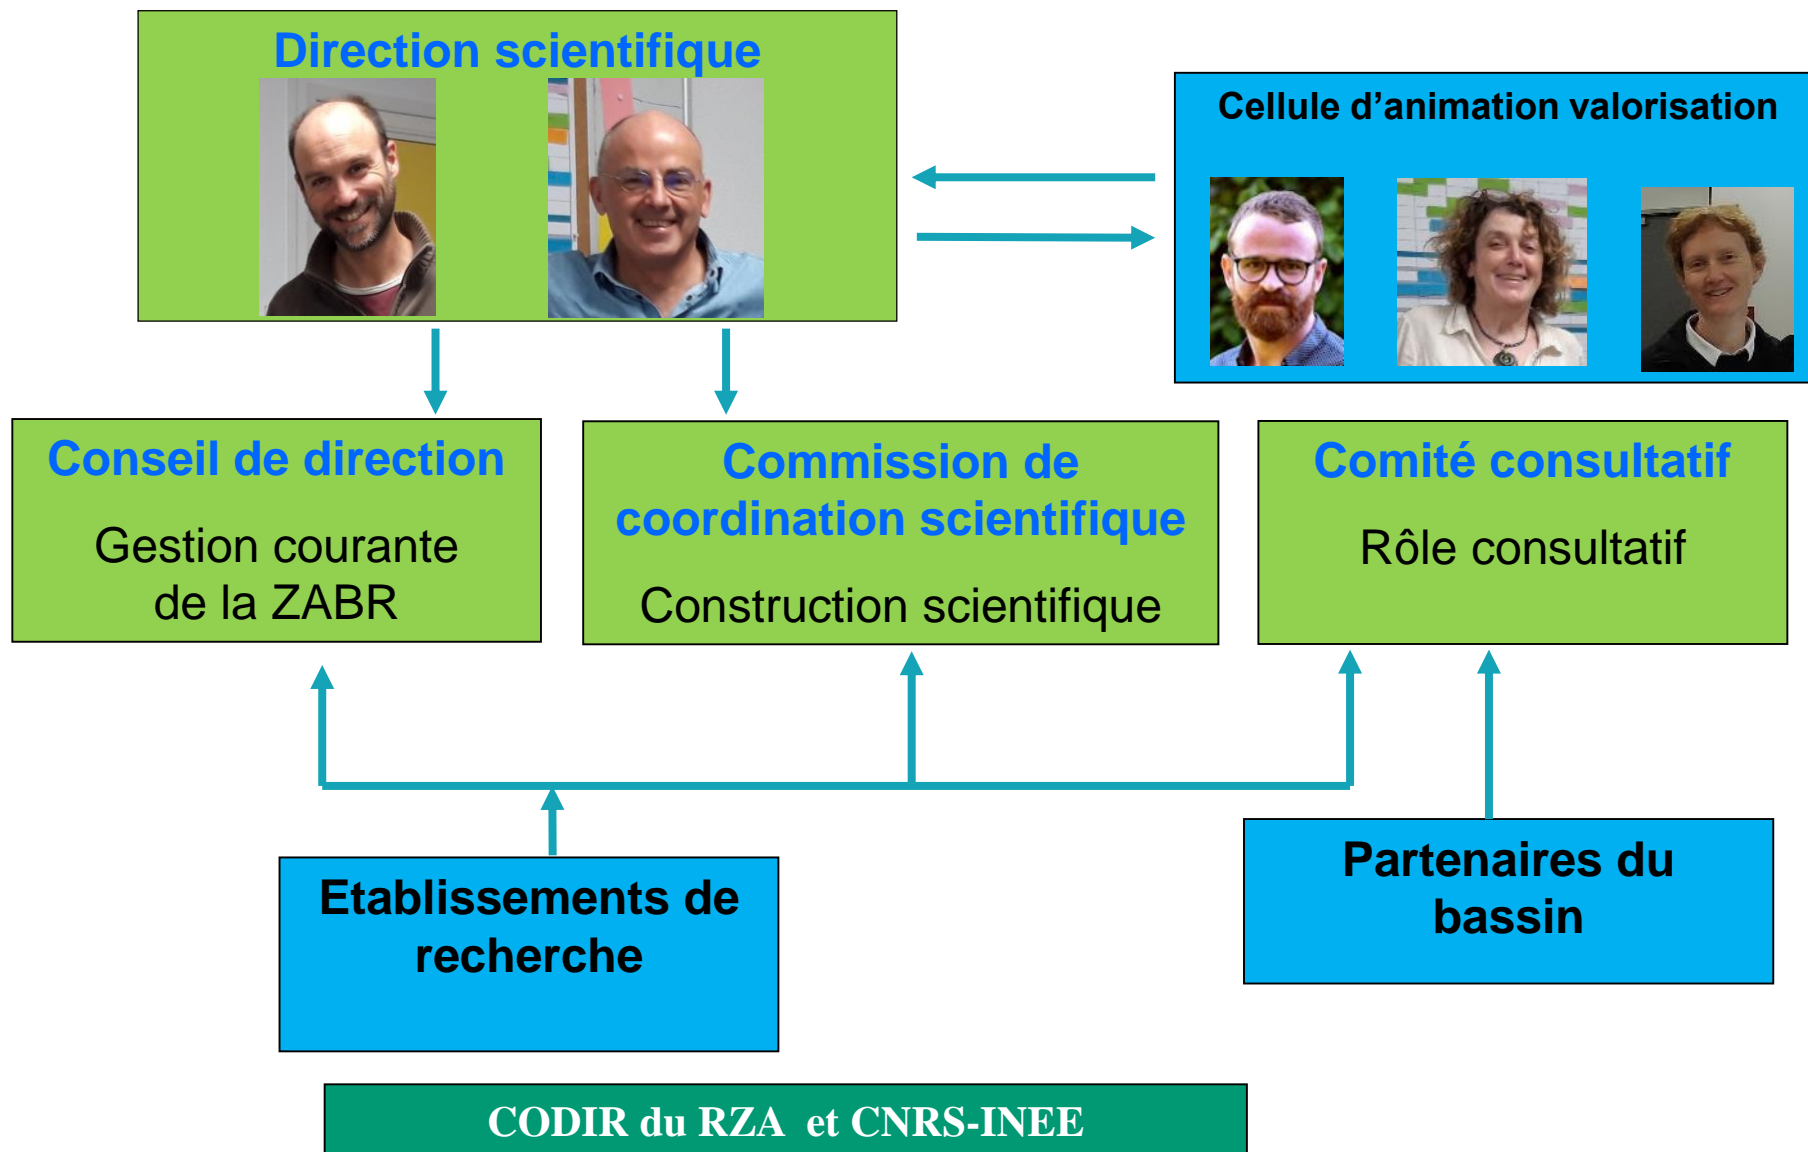 Direction scientifique
Cellule d’animation valorisation
Conseil de direction
Gestion courante
de la ZABR
Commission de
coordination scientifique
Construction scientifique
Comité consultatif
Rôle consultatif
Etablissements de
recherche
Partenaires du
bassin
CODIR du RZA et CNRS-INEE